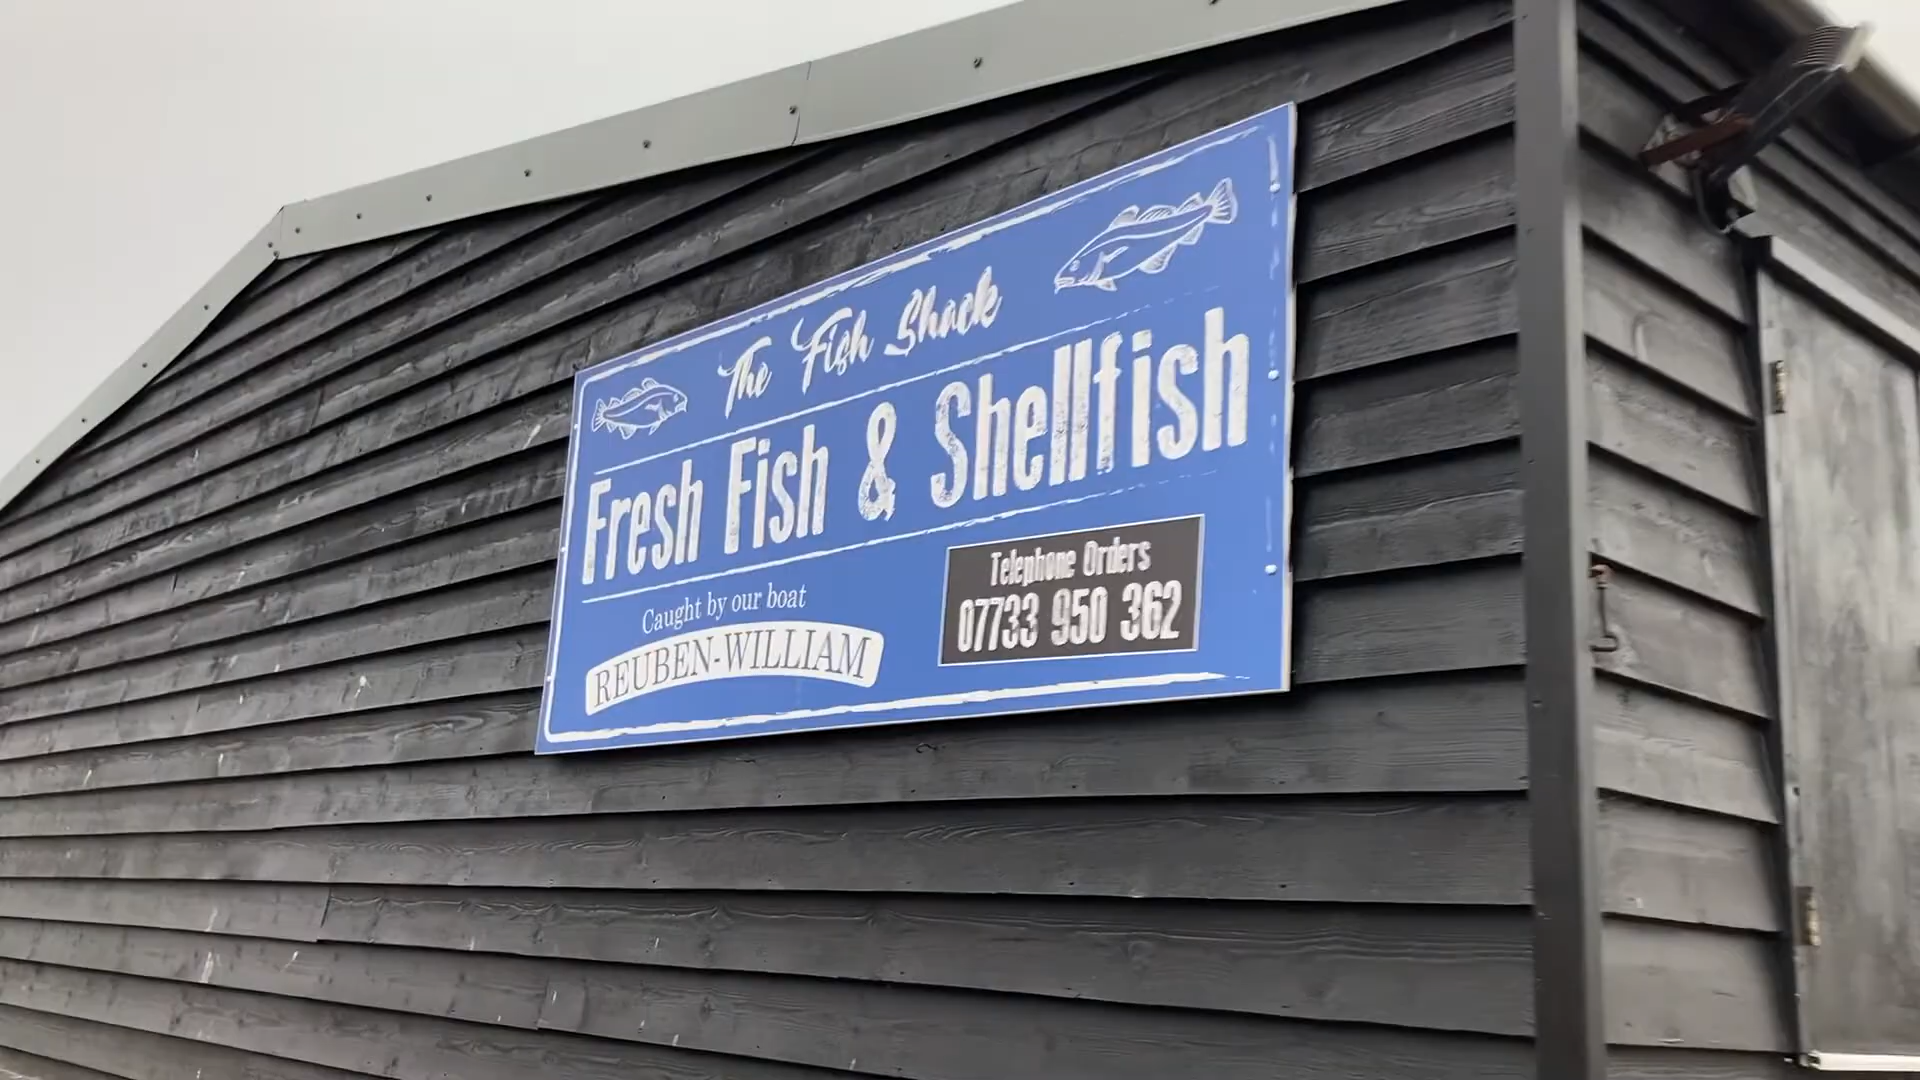 The Fish Shack
Fresh Fish & Shellfish
Caught by our boat
REUBEN-WILLIAM
Telephone Orders
07733 950 362